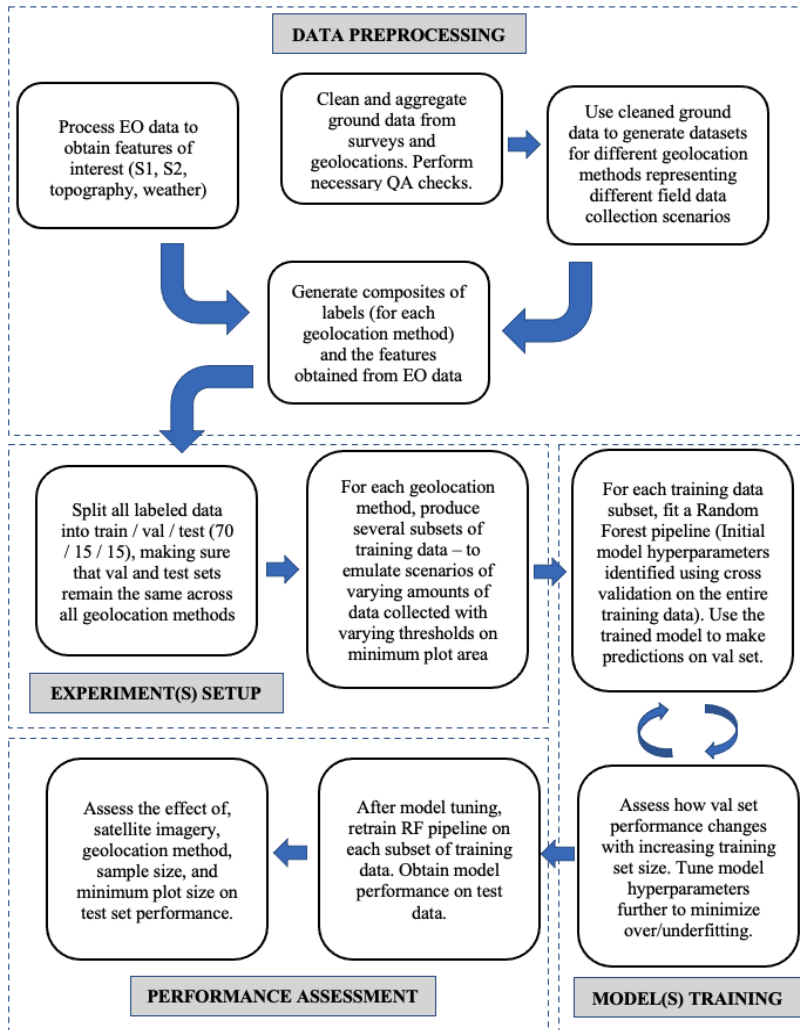 DATA PREPROCESSING
Process EO data to
obtain features of
interest (S1, S2,
topography, weather)
Clean and aggregate
ground data from
surveys and
geolocations. Perform
necessary QA checks.
Use cleaned ground
data to generate datasets
for different geolocation
methods representing
different field data
collection scenarios
Generate composites of
labels (for each
geolocation method)
and the features
obtained from EO data
Split all labeled data
into train / val / test (70
/ 15 / 15), making sure
that val and test sets
remain the same across
all geolocation methods
For each geolocation
method, produce
several subsets of
training data – to
emulate scenarios of
varying amounts of
data collected with
varying thresholds on
minimum plot area
EXPERIMENT(S) SETUP
For each training data
subset, fit a Random
Forest pipeline (Initial
model hyperparameters
identified using cross
validation on the entire
training data). Use the
trained model to make
predictions on val set.
Assess how val set
performance changes
with increasing training
set size. Tune model
hyperparameters
further to minimize
over/underfitting.
MODEL(S) TRAINING
After model tuning,
retrain RF pipeline on
each subset of training
data. Obtain model
performance on test
data.
Assess the effect of,
satellite imagery,
geolocation method,
sample size, and
minimum plot size on
test set performance.
PERFORMANCE ASSESSMENT